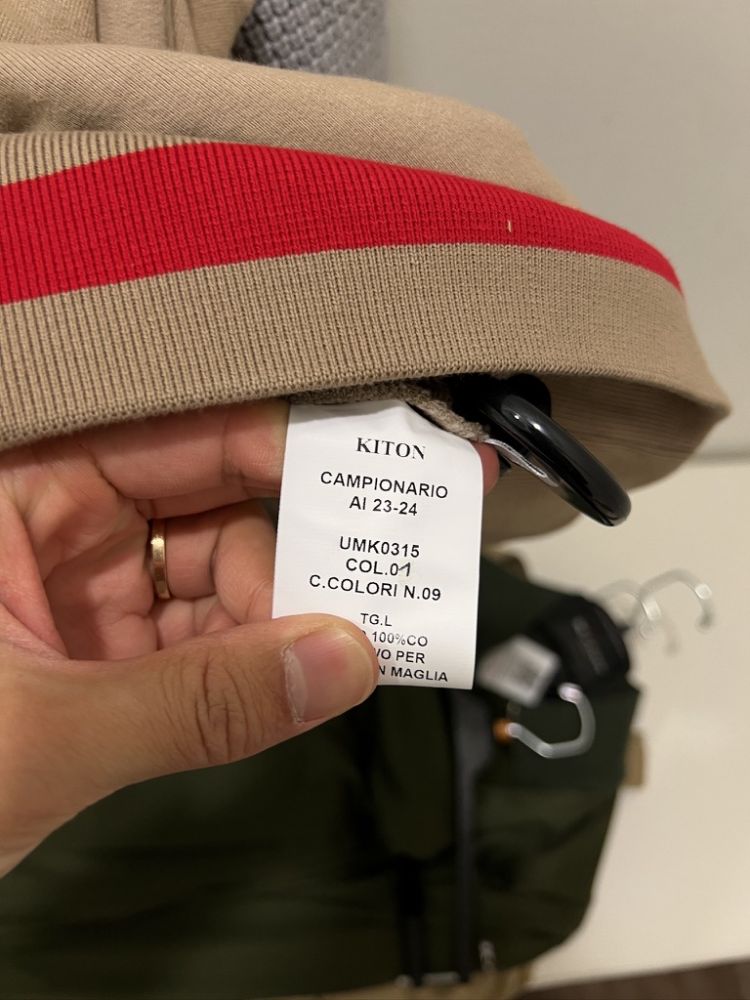 KITON
CAMPIONARIO
AI 23-24
UMK0315
COL.01
C.COLORI N.09
TG.L
100%CO
PER
MAGLIA